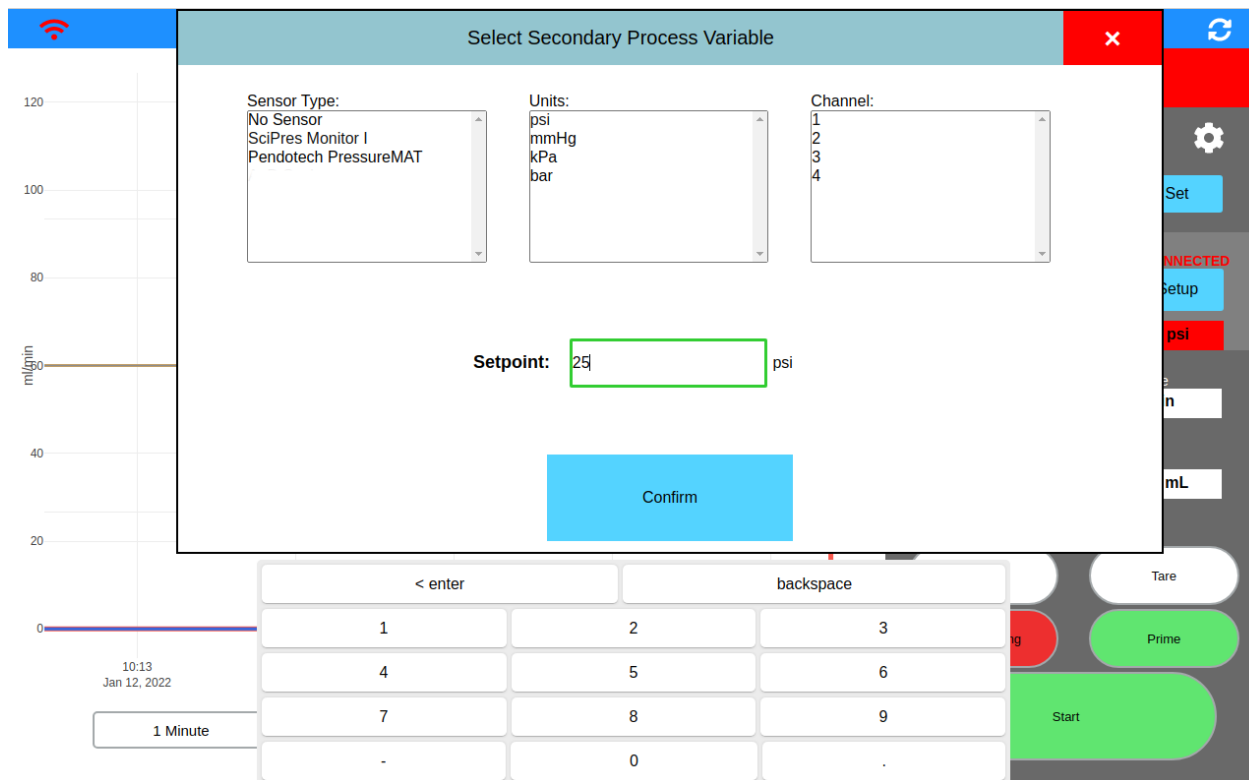 Select Secondary Process Variable
×
Sensor Type:
No Sensor
SciPres Monitor I
Pendotech PressureMAT
Units:
psi
mmHg
kPa
bar
Channel:
1
2
3
4
Setpoint:
25
psi
Confirm
< enter
backspace
1
2
3
4
5
6
7
8
9
-
0
.
120
100
80
60
40
20
0
ml/min
10:13
Jan 12, 2022
1 Minute
Set
NNECTED
Setup
psi
e
n
mL
Tare
ng
Prime
Start